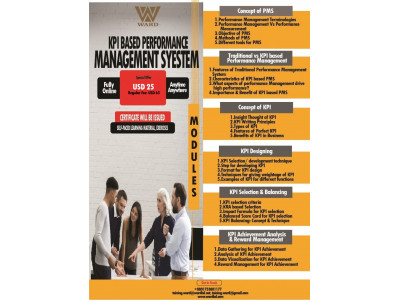 WARD
KPI BASED PERFORMANCE
MANAGEMENT SYESTEM
Fully
Online
USD 25
Anytime
Anywhere
CERTIFICATE WILL BE ISSUED
SELF-PACED LEARNING MATERIAL, EXERCISES
MODULES
Concept of PMS
1.Performance Management Terminologies
2.Performance Management Vs Performance
Measurement
3.Objective of PMS
4.Methods of PMS
5.Different tools for PMS
Traditional vs KPI based
Performance Management
1.Features of Traditional Performance Management
System
2.Characteristics of KPI based PMS
3.What aspects of performance management drive
high performance?
4.Importance & Benefit of KPI based PMS
Concept of KPI
1.Insight Thought of KPI
2.KPI Writing Principles
3.Types of KPI
4.Features of Perfect KPI
5.Benefits of KPI in Business
KPI Designing
1.KPI Selection / development technique
2.Step for developing KPI
3.Format for KPI design
4.Techniques for giving weightage of KPI
5.Examples of KPI for different functions
KPI Selection & Balancing
1.KPI selection criteria
2.KRA based Selection
3.Impact Formula for KPI selection
4.Balanced Score Card for KPI selection
5.KPI Balancing: Concept & Technique
KPI Achievement Analysis
& Reward Management
1.Data Gathering for KPI Achievement
2.Analysis of KPI Achievement
3.Data Visualization for KPI Achievement
4.Reward Management for KPI Achievement